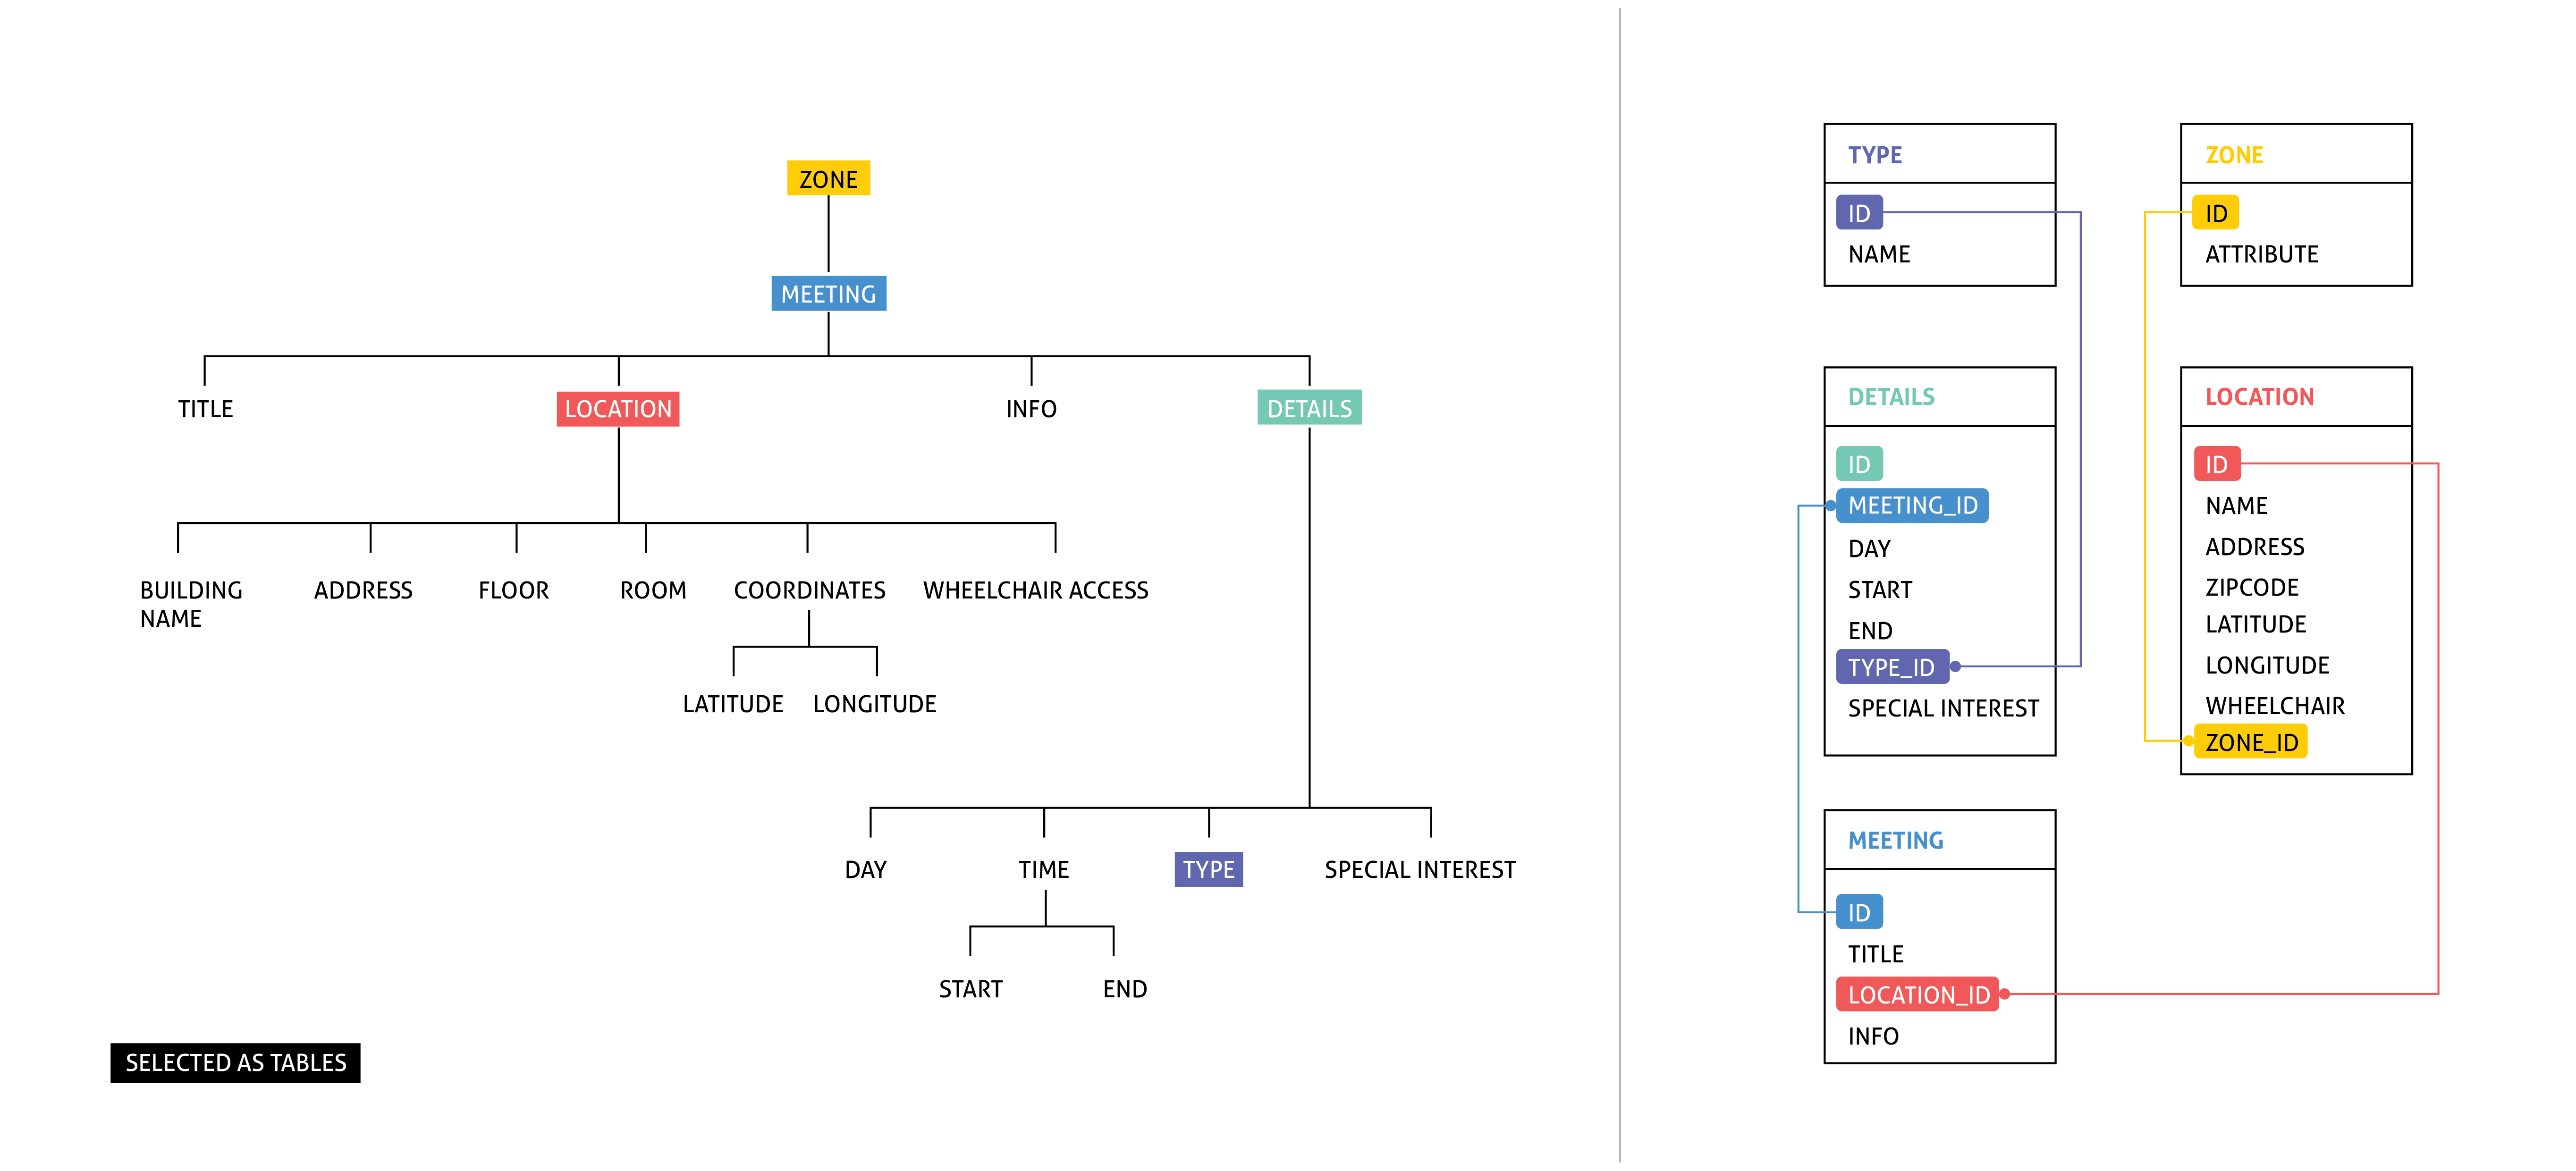 ZONE
MEETING
TITLE
LOCATION
INFO
DETAILS
BUILDING
NAME
ADDRESS
FLOOR
ROOM
COORDINATES
WHEELCHAIR ACCESS
LATITUDE
LONGITUDE
DAY
TIME
TYPE
SPECIAL INTEREST
START
END
SELECTED AS TABLES
TYPE
ID
NAME
ZONE
ID
ATTRIBUTE
DETAILS
ID
MEETING_ID
DAY
START
END
TYPE_ID
SPECIAL INTEREST
LOCATION
ID
NAME
ADDRESS
ZIPCODE
LATITUDE
LONGITUDE
WHEELCHAIR
ZONE_ID
MEETING
ID
TITLE
LOCATION_ID
INFO